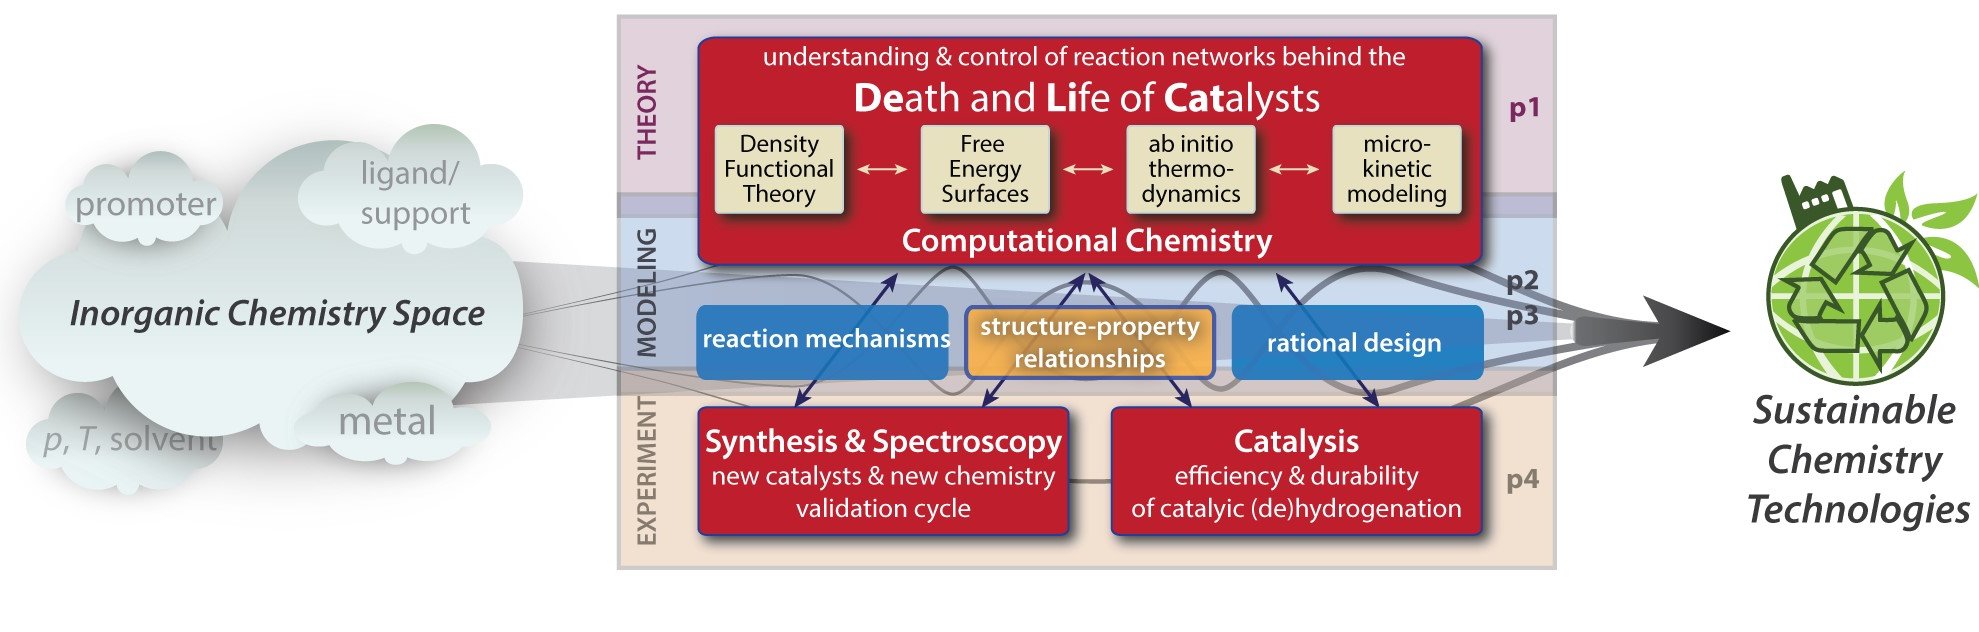 promoter
ligand/
support
Inorganic Chemistry Space
p, T, solvent
metal
THEORY
understanding & control of reaction networks behind the
Death and Life of Catalysts
Density
Functional
Theory
Free
Energy
Surfaces
ab initio
thermo-
dynamics
micro-
kinetic
modeling
Computational Chemistry
p1
MODELING
reaction mechanisms
structure-property
relationships
rational design
p2
p3
EXPERIMENT
Synthesis & Spectroscopy
new catalysts & new chemistry
validation cycle
Catalysis
efficiency & durability
of catalyic (de)hydrogenation
p4
Sustainable
Chemistry
Technologies